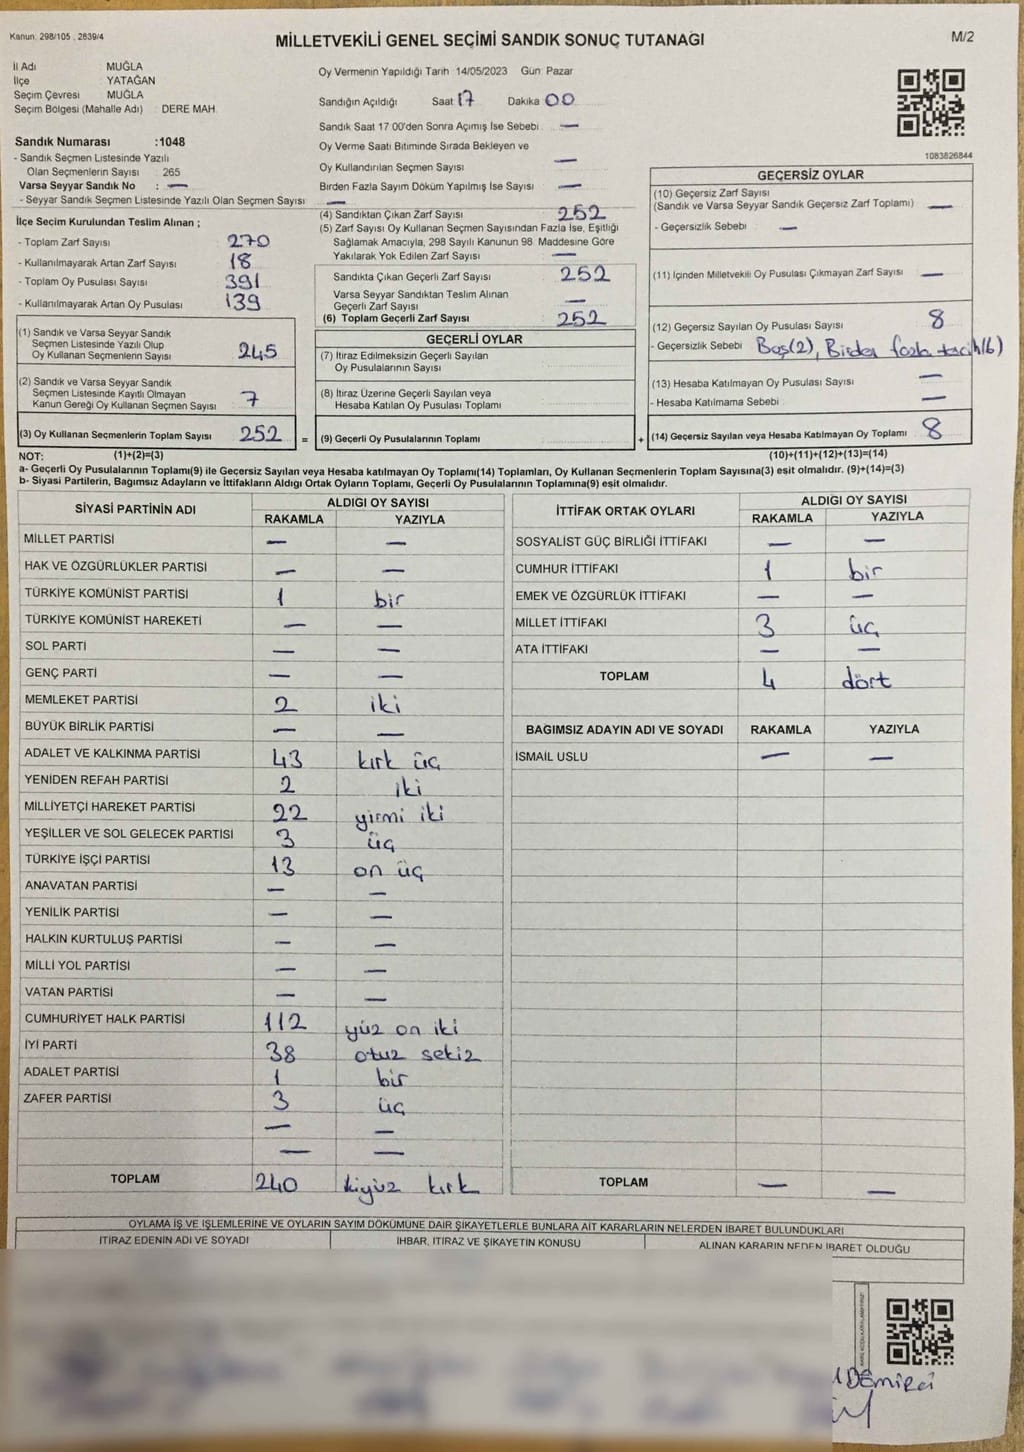 Kanun: 298/105 , 2839/4
MİLLETVEKİLİ GENEL SEÇİMİ SANDIK SONUÇ TUTANAĞI
M/2
İl Adı MUĞLA
İlçe YATAĞAN
Seçim Çevresi MUĞLA
Seçim Bölgesi (Mahalle Adı) : DERE MAH.
Sandık Numarası :1048
- Sandık Seçmen Listesinde Yazılı
Olan Seçmenlerin Sayısı : 265
Varsa Seyyar Sandık No : —
- Seyyar Sandık Seçmen Listesinde Yazılı Olan Seçmen Sayısı —
Oy Vermenin Yapıldığı Tarih 14/05/2023 Gün: Pazar
Sandığın Açıldığı Saat 17 Dakika 00
Sandık Saat 17 00'den Sonra Açımış İse Sebebi —
Oy Verme Saati Bitiminde Sırada Bekleyen ve
Oy Kullandırılan Seçmen Sayısı —
Birden Fazla Sayım Döküm Yapılmış İse Sayısı —
1083826844
İlçe Seçim Kurulundan Teslim Alınan ;
- Toplam Zarf Sayısı 270
- Kullanılmayarak Artan Zarf Sayısı 18
- Toplam Oy Pusulası Sayısı 391
- Kullanılmayarak Artan Oy Pusulası 139
(1) Sandık ve Varsa Seyyar Sandık
Seçmen Listesinde Yazılı Olup
Oy Kullanan Seçmenlerin Sayısı 245
(2) Sandık ve Varsa Seyyar Sandık
Seçmen Listesinde Kayıtlı Olmayan
Kanun Gereği Oy Kullanan Seçmen Sayısı 7
(3) Oy Kullanan Seçmenlerin Toplam Sayısı 252 =
(4) Sandıktan Çıkan Zarf Sayısı 252
(5) Zarf Sayısı Oy Kullanan Seçmen Sayısından Fazla İse, Eşitliği
Sağlamak Amacıyla, 298 Sayılı Kanunun 98. Maddesine Göre
Yakılarak Yok Edilen Zarf Sayısı —
Sandıkta Çıkan Geçerli Zarf Sayısı 252
Varsa Seyyar Sandıktan Teslim Alınan
Geçerli Zarf Sayısı —
(6) Toplam Geçerli Zarf Sayısı 252
GEÇERLİ OYLAR
(7) İtiraz Edilmeksizin Geçerli Sayılan
Oy Pusulalarının Sayısı
(8) İtiraz Üzerine Geçerli Sayılan veya
Hesaba Katılan Oy Pusulası Toplamı
(9) Geçerli Oy Pusulalarının Toplamı +
GEÇERSİZ OYLAR
(10) Geçersiz Zarf Sayısı
(Sandık ve Varsa Seyyar Sandık Geçersiz Zarf Toplamı) —
- Geçersizlik Sebebi : —
(11) İçinden Milletvekili Oy Pusulası Çıkmayan Zarf Sayısı —
(12) Geçersiz Sayılan Oy Pusulası Sayısı 8
- Geçersizlik Sebebi : Boş(2), Birden fazla tercih(6)
(13) Hesaba Katılmayan Oy Pusulası Sayısı —
- Hesaba Katılmama Sebebi : —
(14) Geçersiz Sayılan veya Hesaba Katılmayan Oy Toplamı 8
NOT: (1)+(2)=(3) (10)+(11)+(12)+(13)=(14)
a- Geçerli Oy Pusulalarının Toplamı(9) ile Geçersiz Sayılan veya Hesaba katılmayan Oy Toplamı(14) Toplamları, Oy Kullanan Seçmenlerin Toplam Sayısına(3) eşit olmalıdır. (9)+(14)=(3)
b- Siyasi Partilerin, Bağımsız Adayların ve İttifakların Aldığı Ortak Oyların Toplamı, Geçerli Oy Pusulalarının Toplamına(9) eşit olmalıdır.
SİYASİ PARTİNİN ADI ALDIĞI OY SAYISI
RAKAMLA YAZIYLA
MİLLET PARTİSİ — —
HAK VE ÖZGÜRLÜKLER PARTİSİ — —
TÜRKİYE KOMÜNİST PARTİSİ 1 bir
TÜRKİYE KOMÜNİST HAREKETİ — —
SOL PARTİ — —
GENÇ PARTİ — —
MEMLEKET PARTİSİ 2 iki
BÜYÜK BİRLİK PARTİSİ — —
ADALET VE KALKINMA PARTİSİ 43 kırk üç
YENİDEN REFAH PARTİSİ 2 iki
MİLLİYETÇİ HAREKET PARTİSİ 22 yirmi iki
YEŞİLLER VE SOL GELECEK PARTİSİ 3 üç
TÜRKİYE İŞÇİ PARTİSİ 13 on üç
ANAVATAN PARTİSİ — —
YENİLİK PARTİSİ — —
HALKIN KURTULUŞ PARTİSİ — —
MİLLİ YOL PARTİSİ — —
VATAN PARTİSİ — —
CUMHURİYET HALK PARTİSİ 112 yüz on iki
İYİ PARTİ 38 otuz sekiz
ADALET PARTİSİ 1 bir
ZAFER PARTİSİ 3 üç
— —
— —
TOPLAM 240 ikiyüz kırk
İTTİFAK ORTAK OYLARI ALDIĞI OY SAYISI
RAKAMLA YAZIYLA
SOSYALİST GÜÇ BİRLİĞİ İTTİFAKI — —
CUMHUR İTTİFAKI 1 bir
EMEK VE ÖZGÜRLÜK İTTİFAKI — —
MİLLET İTTİFAKI 3 üç
ATA İTTİFAKI — —
TOPLAM 4 dört
BAĞIMSIZ ADAYIN ADI VE SOYADI RAKAMLA YAZIYLA
İSMAİL USLU — —
TOPLAM — —
OYLAMA İŞ VE İŞLEMLERİNE VE OYLARIN SAYIM DÖKÜMÜNE DAİR ŞİKAYETLERLE BUNLARA AİT KARARLARIN NELERDEN İBARET BULUNDUKLARI
İTİRAZ EDENİN ADI VE SOYADI İHBAR, İTİRAZ VE ŞİKAYETİN KONUSU ALINAN KARARIN NEDEN İBARET OLDUĞU
DEMİRCİ